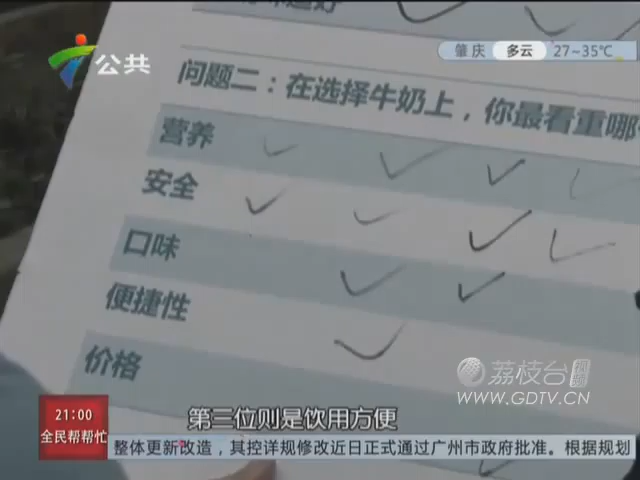 公共
肇庆 多云 27~35℃
问题二：在选择牛奶上，你最看重哪
营养
安全
口味
便捷性
价格
荔枝台 视频
WWW.GDTV.CN
第三位则是饮用方便
21:00
全民帮帮忙
整体更新改造，其控详规修改近日正式通过广州市政府批准。根据规划